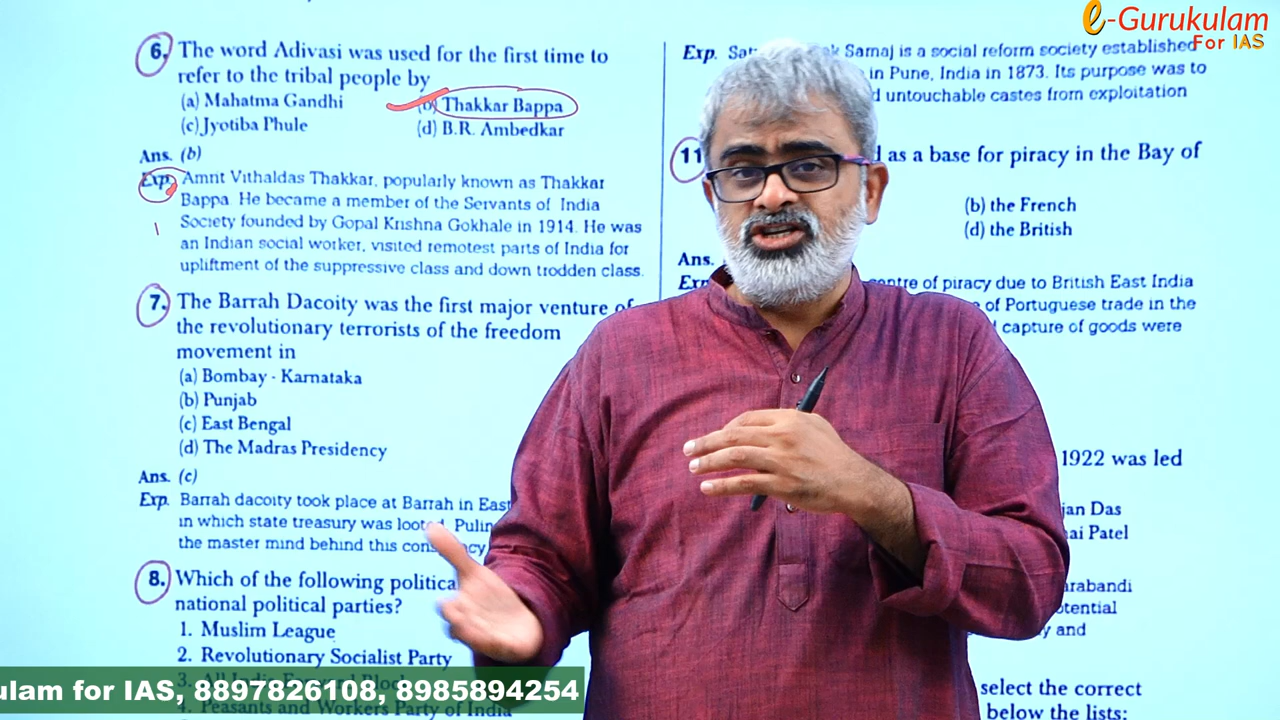 e-Gurukulam
For IAS
6. The word Adivasi was used for the first time to
refer to the tribal people by
(a) Mahatma Gandhi (b) Thakkar Bappa
(c) Jyotiba Phule (d) B.R. Ambedkar
Ans. (b)
Exp. Amrit Vithaldas Thakkar, popularly known as Thakkar
Bappa. He became a member of the Servants of India
Society founded by Gopal Krishna Gokhale in 1914. He was
an Indian social worker, visited remotest parts of India for
upliftment of the suppressive class and down trodden class.
7. The Barrah Dacoity was the first major venture of
the revolutionary terrorists of the freedom
movement in
(a) Bombay - Karnataka
(b) Punjab
(c) East Bengal
(d) The Madras Presidency
Ans. (c)
Exp. Barrah dacoity took place at Barrah in East
in which state treasury was looted. Pulin
the master mind behind this conspiracy
8. Which of the following political
national political parties?
1. Muslim League
2. Revolutionary Socialist Party
3. All India Forward Bloc
4. Peasants and Workers Party of India
Exp. Samaj is a social reform society established
in Pune, India in 1873. Its purpose was to
untouchable castes from exploitation
11 as a base for piracy in the Bay of
(b) the French
(d) the British
Ans.
Exp. centre of piracy due to British East India
of Portuguese trade in the
capture of goods were
1922 was led
Das
Patel
and
select the correct
below the lists:
for IAS, 8897826108, 8985894254